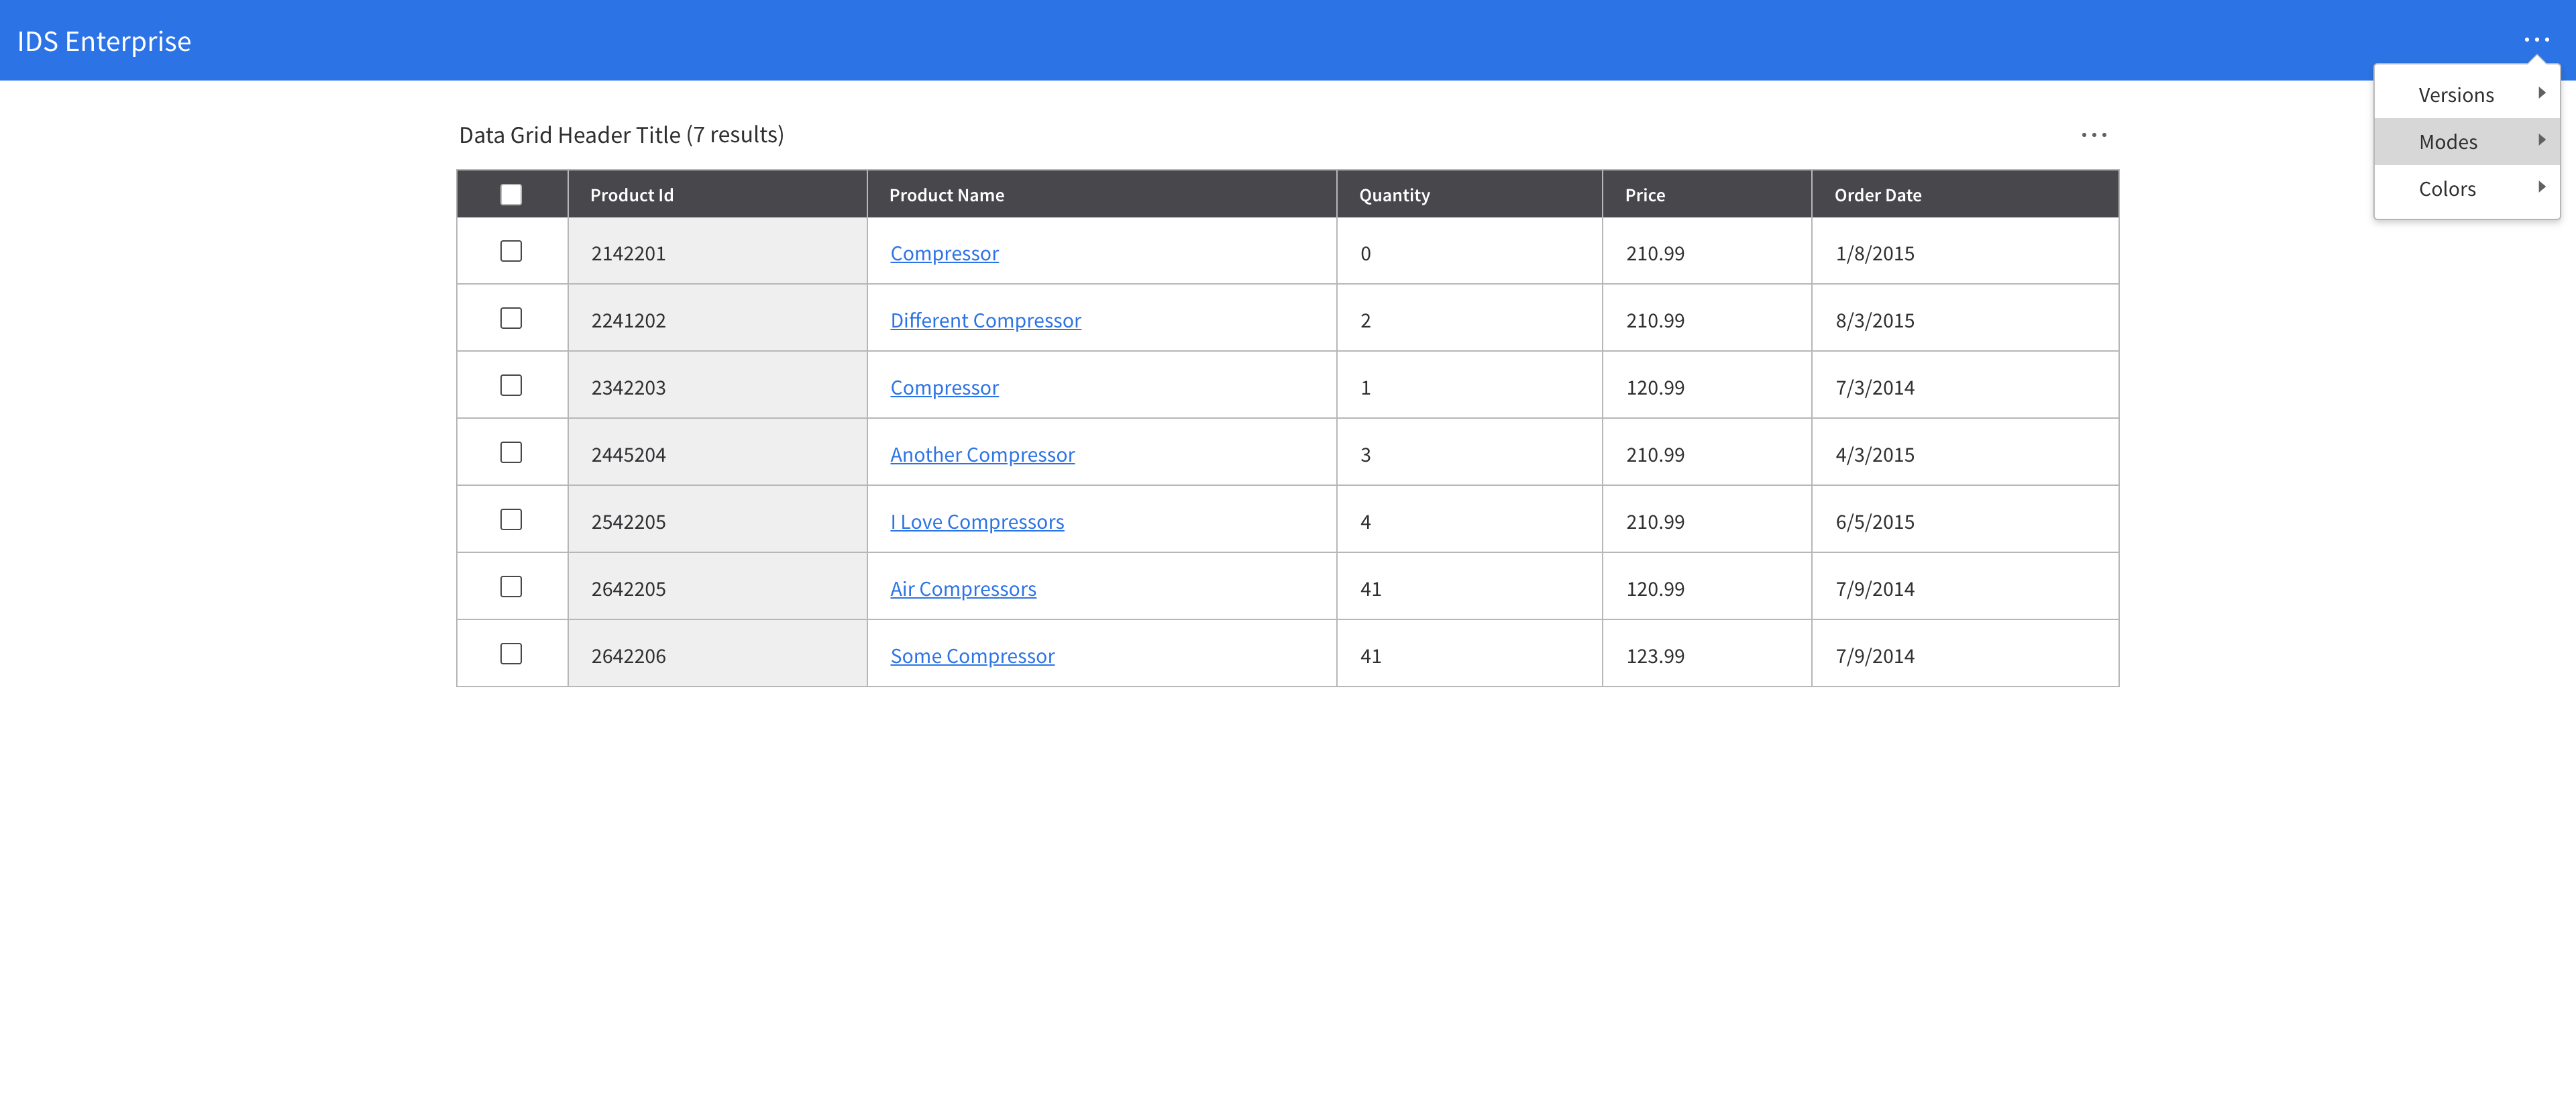 IDS Enterprise
Versions
Modes
Colors
Data Grid Header Title (7 results)
Product Id Product Name Quantity Price Order Date
2142201 Compressor 0 210.99 1/8/2015
2241202 Different Compressor 2 210.99 8/3/2015
2342203 Compressor 1 120.99 7/3/2014
2445204 Another Compressor 3 210.99 4/3/2015
2542205 I Love Compressors 4 210.99 6/5/2015
2642205 Air Compressors 41 120.99 7/9/2014
2642206 Some Compressor 41 123.99 7/9/2014